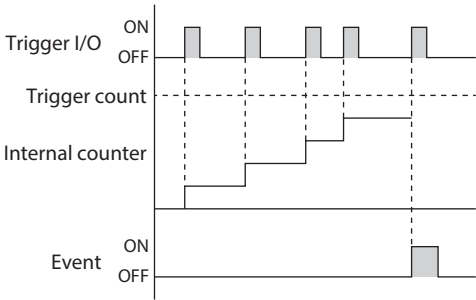 ON
Trigger I/O
OFF
Trigger count
Internal counter
ON
Event
OFF